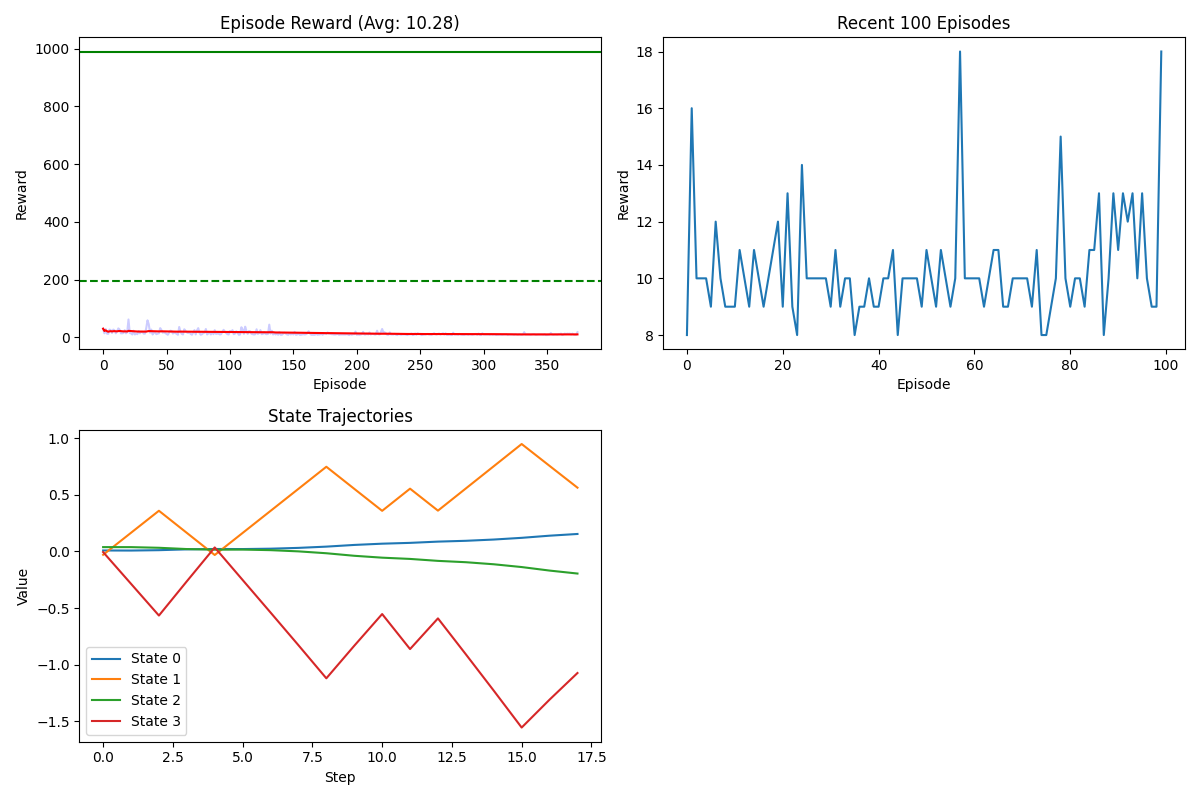 Episode Reward (Avg: 10.28)
1000
800
600
400
200
0
Reward
0 50 100 150 200 250 300 350
Episode
Recent 100 Episodes
18
16
14
12
10
8
Reward
0 20 40 60 80 100
Episode
State Trajectories
1.0
0.5
0.0
−0.5
−1.0
−1.5
Value
State 0
State 1
State 2
State 3
0.0 2.5 5.0 7.5 10.0 12.5 15.0 17.5
Step